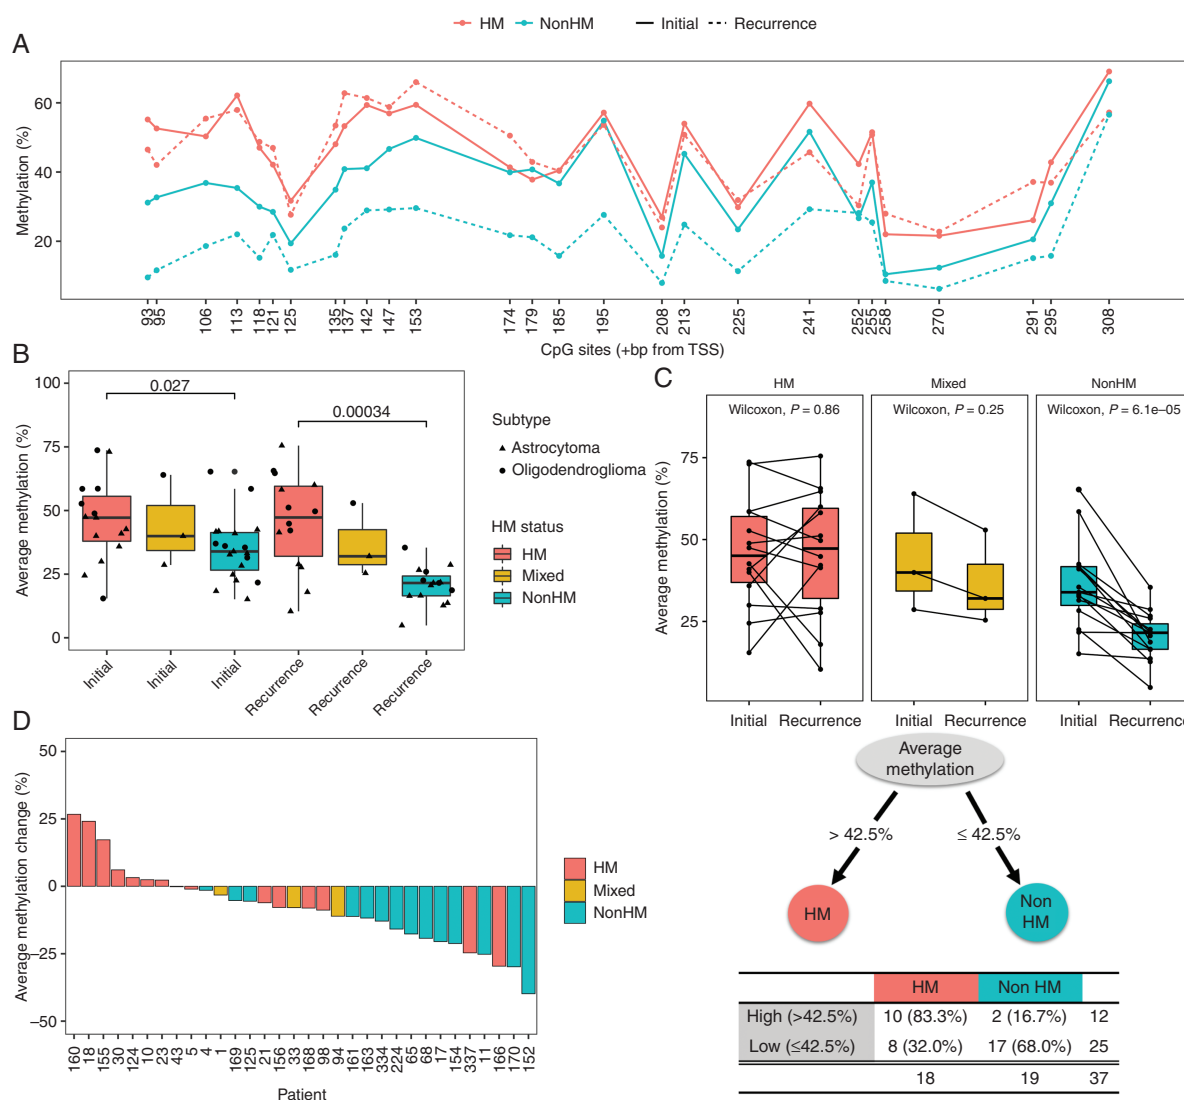 HM NonHM Initial Recurrence
A
Methylation (%)
60
40
20
93 95 106 113 118 121 125 135 137 142 147 153 174 179 185 195 208 213 225 241 252 255 258 270 291 295 308
CpG sites (+bp from TSS)
B
Average methylation (%)
100
75
50
25
0
0.027
0.00034
Initial Initial Initial Recurrence Recurrence Recurrence
Subtype
Astrocytoma
Oligodendroglioma
HM status
HM
Mixed
NonHM
C
HM Mixed NonHM
Wilcoxon, P = 0.86 Wilcoxon, P = 0.25 Wilcoxon, P = 6.1e–05
Average methylation (%)
75
50
25
Initial Recurrence Initial Recurrence Initial Recurrence
D
Average methylation change (%)
50
25
0
–25
–50
160 18 155 30 124 10 23 43 5 4 1 169 125 21 156 33 168 98 94 161 163 334 224 65 68 17 154 337 11 166 170 152
Patient
HM
Mixed
NonHM
Average
methylation
> 42.5% ≤ 42.5%
HM
Non
HM
HM Non HM
High (>42.5%) 10 (83.3%) 2 (16.7%) 12
Low (≤42.5%) 8 (32.0%) 17 (68.0%) 25
18 19 37